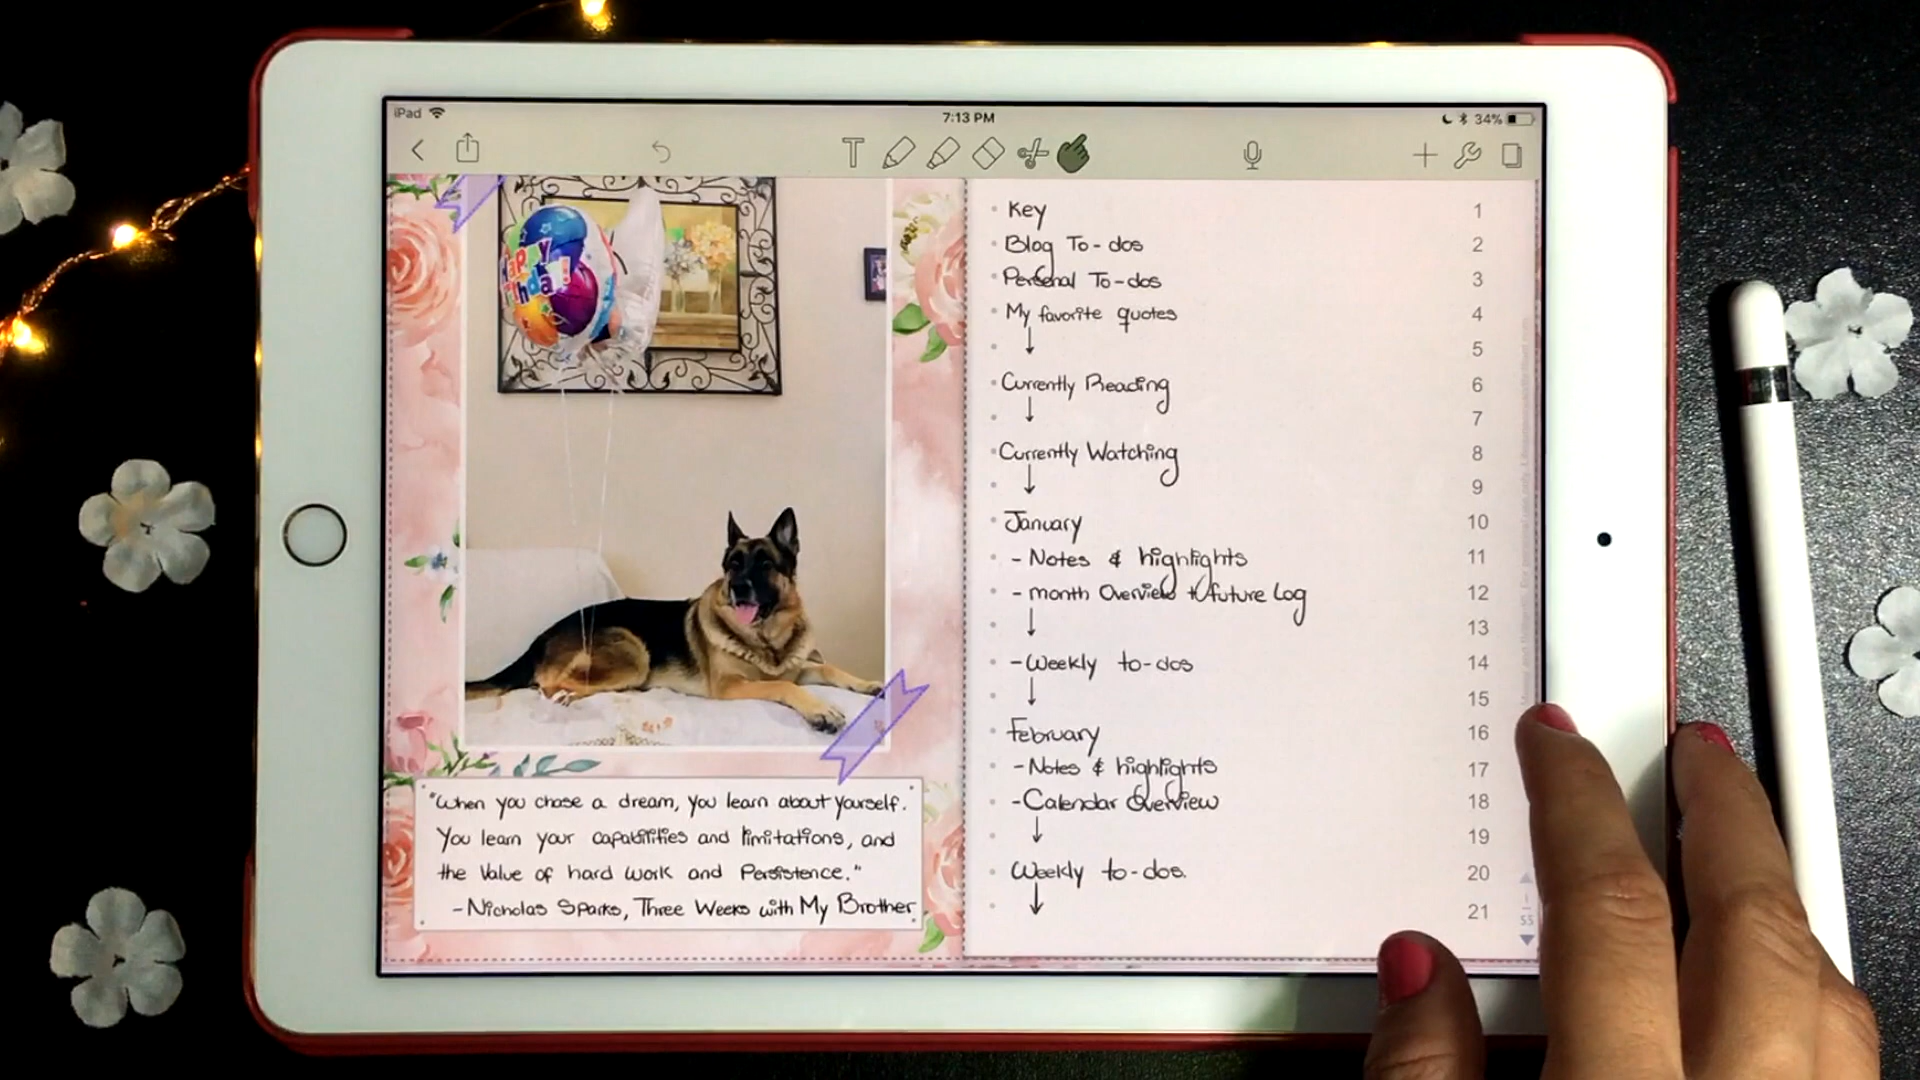 iPad
7:13 PM
34%
T
Happy
Birthday!
"When you chase a dream, you learn about yourself.
You learn your capabilities and limitations, and
the Value of hard work and Persistence."
-Nicholas Sparks, Three Weeks with My Brother
Key 1
Blog To-dos 2
Personal To-dos 3
My favorite quotes 4
↓ 5
Currently Reading 6
↓ 7
Currently Watching 8
↓ 9
January 10
- Notes & highlights 11
- month Overview + future Log 12
↓ 13
- Weekly to-dos 14
↓ 15
February 16
- Notes & highlights 17
- Calendar Overview 18
↓ 19
Weekly to-dos. 20
↓ 21
1
55